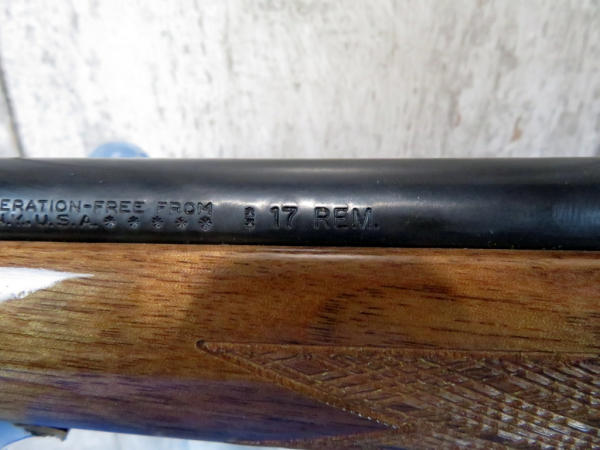 ERATION-FREE FROM
N.Y. U.S.A. ★★★★★ 17 REM.